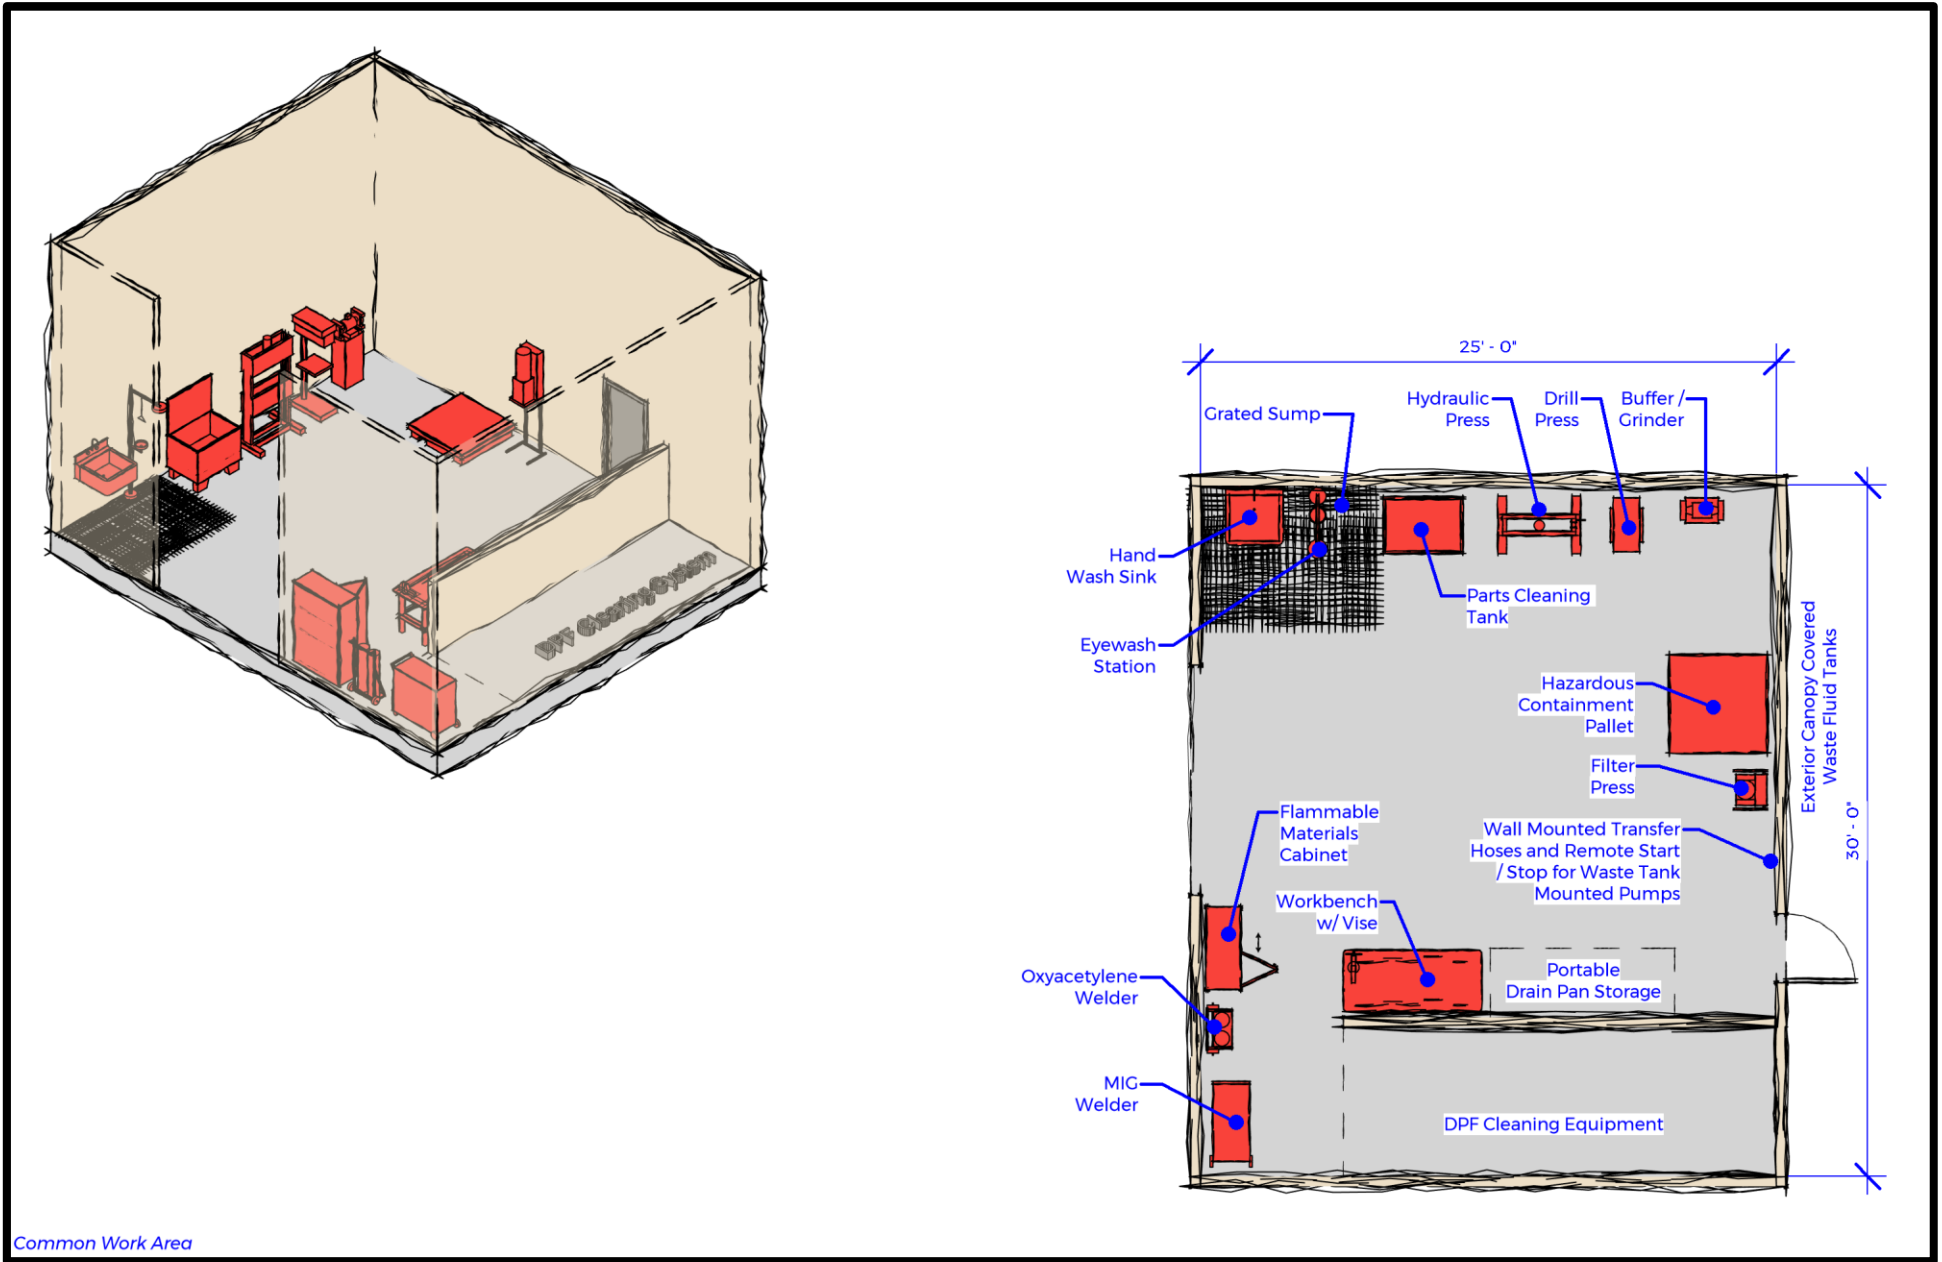 25' - 0"
Grated Sump
Hydraulic
Press
Drill
Press
Buffer /
Grinder
Hand
Wash Sink
Parts Cleaning
Tank
Eyewash
Station
Hazardous
Containment
Pallet
Exterior Canopy Covered
Waste Fluid Tanks
30' - 0"
Filter
Press
Flammable
Materials
Cabinet
Wall Mounted Transfer
Hoses and Remote Start
/ Stop for Waste Tank
Mounted Pumps
Workbench
w/ Vise
Oxyacetylene
Welder
Portable
Drain Pan Storage
MIG
Welder
DPF Cleaning Equipment
DPF Cleaning System
Common Work Area